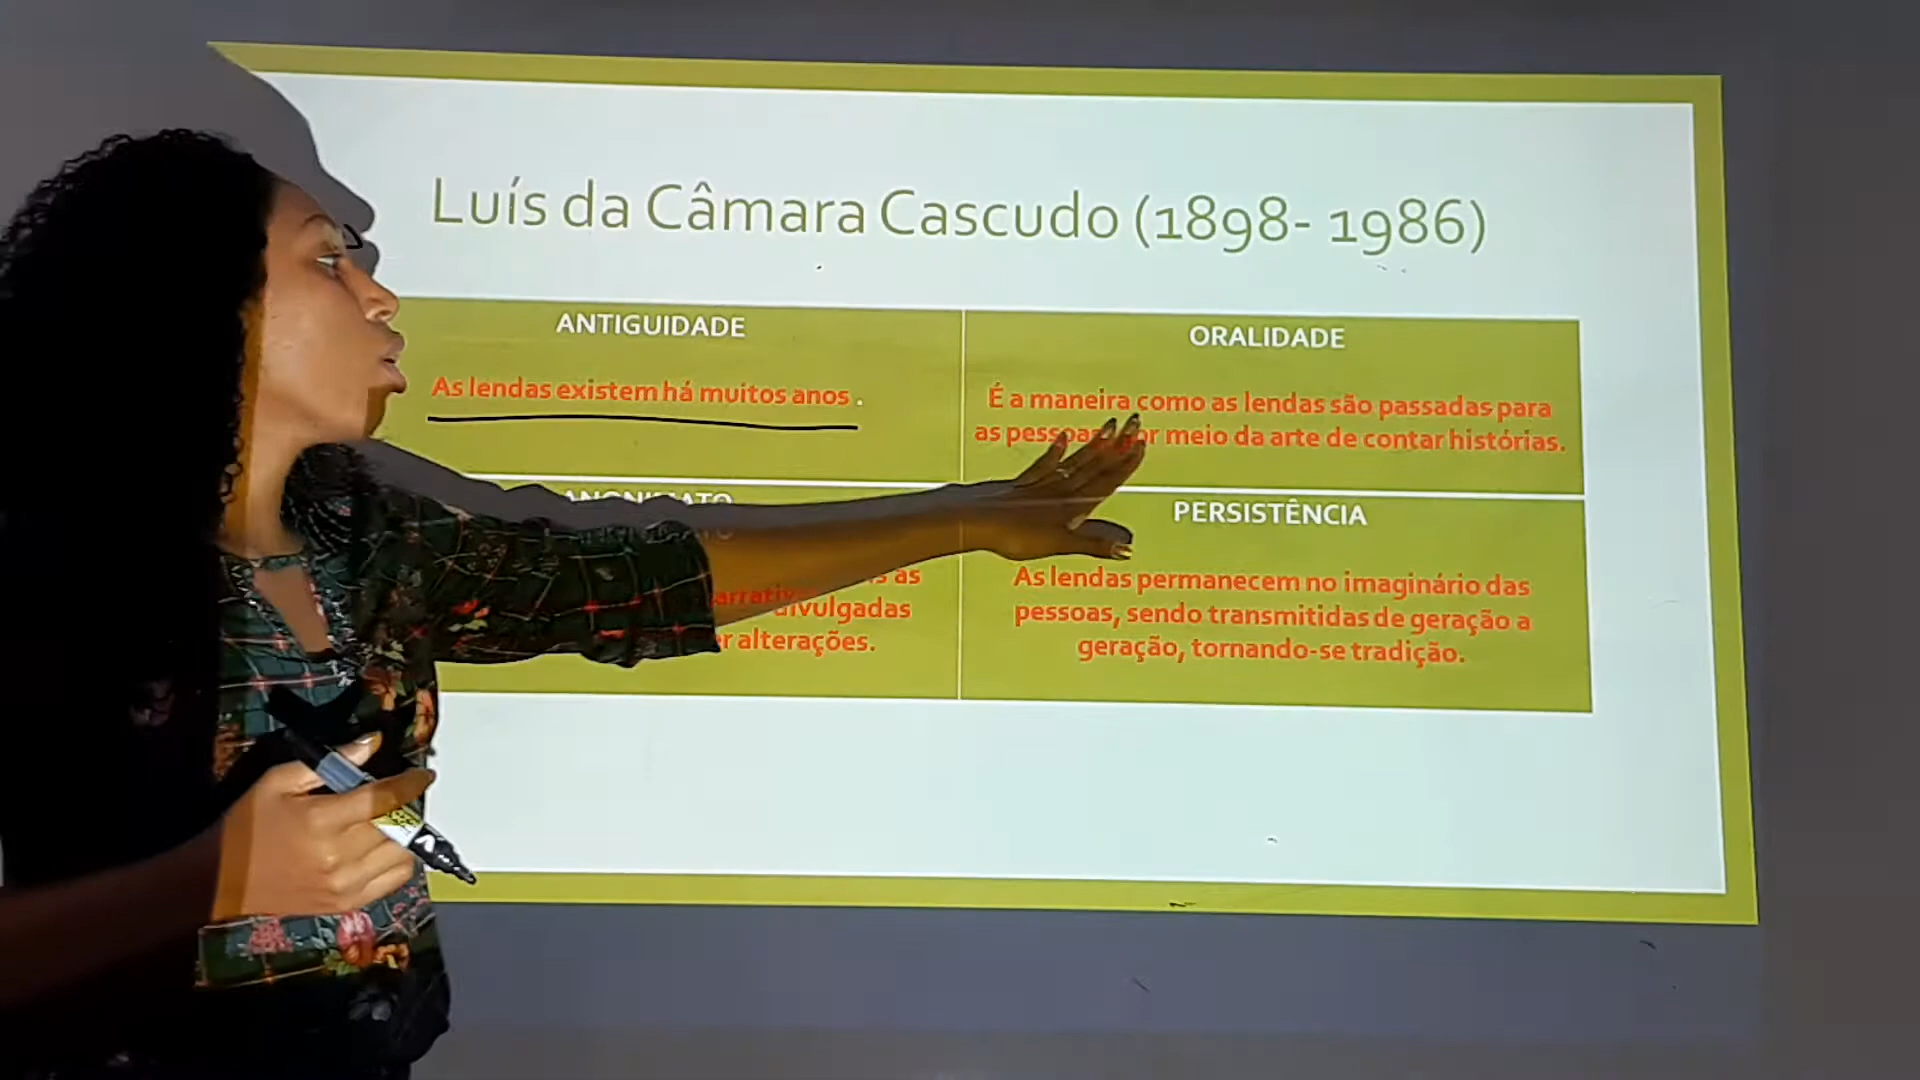 Luís da Câmara Cascudo (1898- 1986)
ANTIGUIDADE
As lendas existem há muitos anos .
ORALIDADE
É a maneira como as lendas são passadas para
as pessoas por meio da arte de contar histórias.
ANONIMATO
as
divulgadas
alterações.
PERSISTÊNCIA
As lendas permanecem no imaginário das
pessoas, sendo transmitidas de geração a
geração, tornando-se tradição.